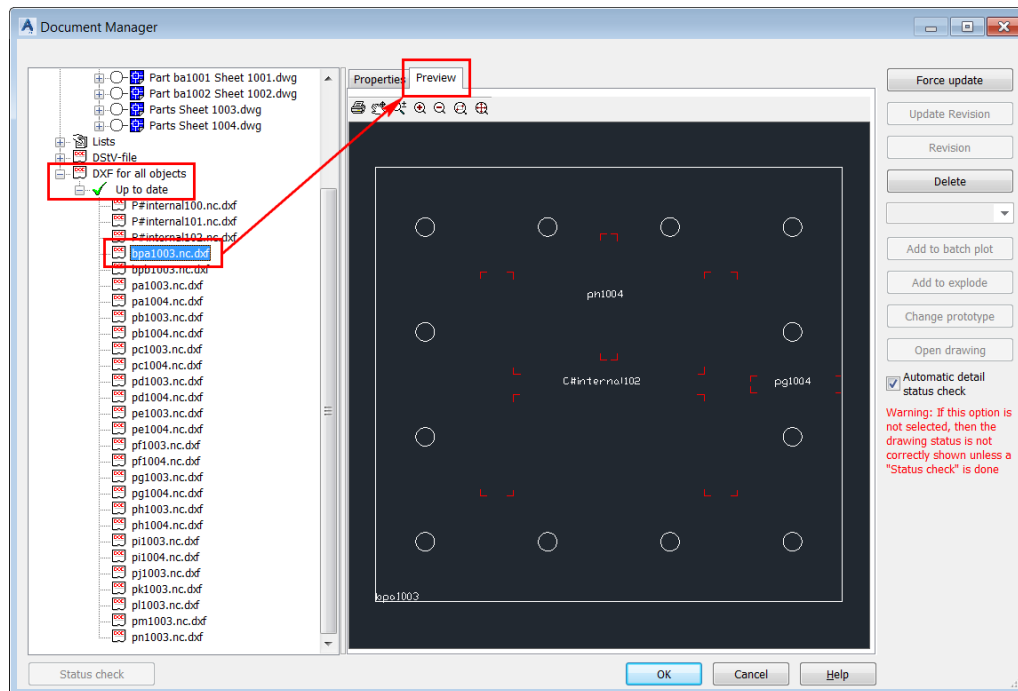 Document Manager
Part ba1001 Sheet 1001.dwg
Part ba1002 Sheet 1002.dwg
Parts Sheet 1003.dwg
Parts Sheet 1004.dwg
Lists
DStV-file
DXF for all objects
Up to date
P#internal100.nc.dxf
P#internal101.nc.dxf
P#internal102.nc.dxf
bpa1003.nc.dxf
bpb1003.nc.dxf
pa1003.nc.dxf
pa1004.nc.dxf
pb1003.nc.dxf
pb1004.nc.dxf
pc1003.nc.dxf
pc1004.nc.dxf
pd1003.nc.dxf
pd1004.nc.dxf
pe1003.nc.dxf
pe1004.nc.dxf
pf1003.nc.dxf
pf1004.nc.dxf
pg1003.nc.dxf
pg1004.nc.dxf
ph1003.nc.dxf
ph1004.nc.dxf
pi1003.nc.dxf
pi1004.nc.dxf
pj1003.nc.dxf
pk1003.nc.dxf
pl1003.nc.dxf
pm1003.nc.dxf
pn1003.nc.dxf
Status check
Properties
Preview
ph1004
C#internal102
pg1004
bpa1003
OK
Cancel
Help
Force update
Update Revision
Revision
Delete
Add to batch plot
Add to explode
Change prototype
Open drawing
Automatic detail
status check
Warning: If this option is
not selected, then the
drawing status is not
correctly shown unless a
"Status check" is done